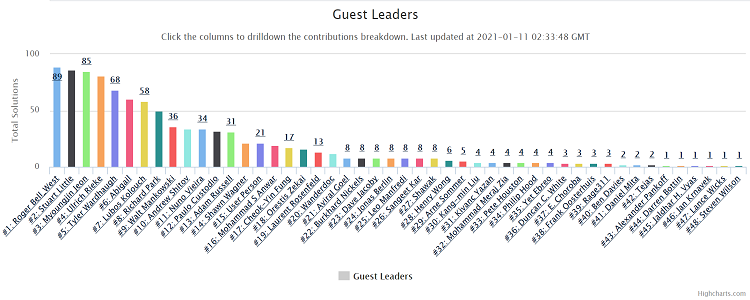 Guest Leaders
Click the columns to drilldown the contributions breakdown. Last updated at 2021-01-11 02:33:48 GMT
Total Solutions
100
50
0
89
85
68
58
36
34
31
21
17
13
8
8
8
8
8
8
8
6
5
4
4
4
4
4
4
3
3
3
3
2
2
2
1
1
1
1
1
1
#1: Roger Bell_West
#2: Stuart Little
#3: Myoungjin Jeon
#4: Ulrich Rieke
#5: Tyler Wardhaugh
#6: Abigail
#7: Lubos Kolouch
#8: Richard Park
#9: Walt Mankowski
#10: Andrew Shitov
#11: Nuno Vieira
#12: Paulo Custodio
#13: Adam Russell
#14: Shawn Wagner
#15: User Person
#16: Mohammad S Anwar
#17: Cheok-Yin Fung
#18: Orestis Zekai
#19: Laurent Rosenfeld
#20: Wanderdoc
#21: Aviral Goel
#22: Burkhard Nickels
#23: Dave Jacoby
#24: Jonas Berlin
#25: Leo Manfredi
#26: Sangeet Kar
#27: Shawak
#28: Henry Wong
#29: Arne Sommer
#30: Kang-min Liu
#31: Kivanc Yazan
#32: Mohammad Meraj Zia
#33: Pete Houston
#34: Philip Hood
#35: Yet Ebreo
#36: Duncan C. White
#37: E. Choroba
#38: Frank Oosterhuis
#39: Rage311
#40: Ben Davies
#41: Daniel Mita
#42: Tejas
#43: Alexander Pankoff
#44: Darren Bottin
#45: Jaldhar H. Vyas
#46: Jan Krnavek
#47: Lance Wicks
#48: Steven Wilson
Guest Leaders
Highcharts.com